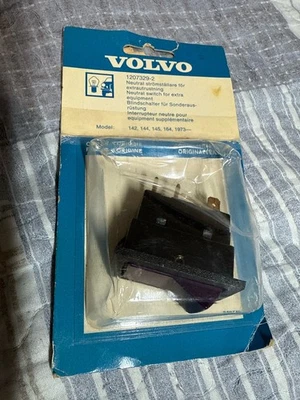 VOLVO
1207329-2
Neutral strömställare för
extrautrustning
Neutral switch for extra
equipment
Blindschalter für Sonderaus-
rüstung
Interrupteur neutre pour
équipement supplémentaire
Model: 142, 144, 145, 164, 1973—
ORIGINE ORIGINAL